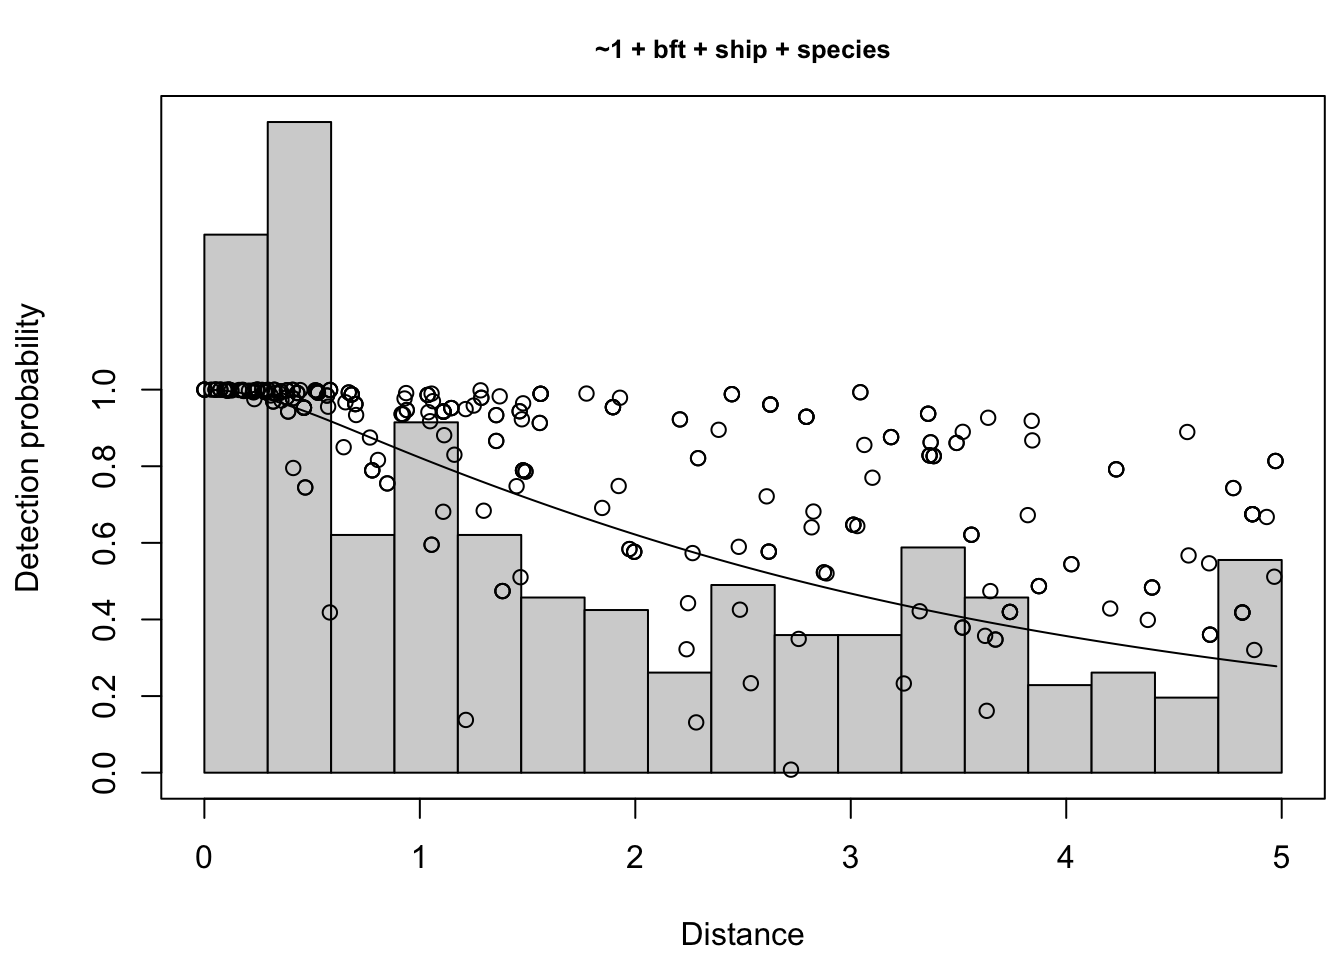 ~1 + bft + ship + species
Detection probability
1.0
0.8
0.6
0.4
0.2
0.0
0 1 2 3 4 5
Distance